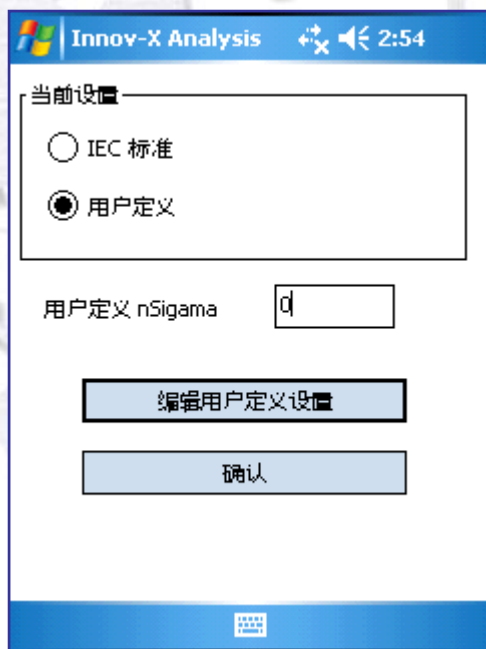 Innov-X Analysis 2:54
当前设置
IEC 标准
用户定义
用户定义 nSigama 0
编辑用户定义设置
确认